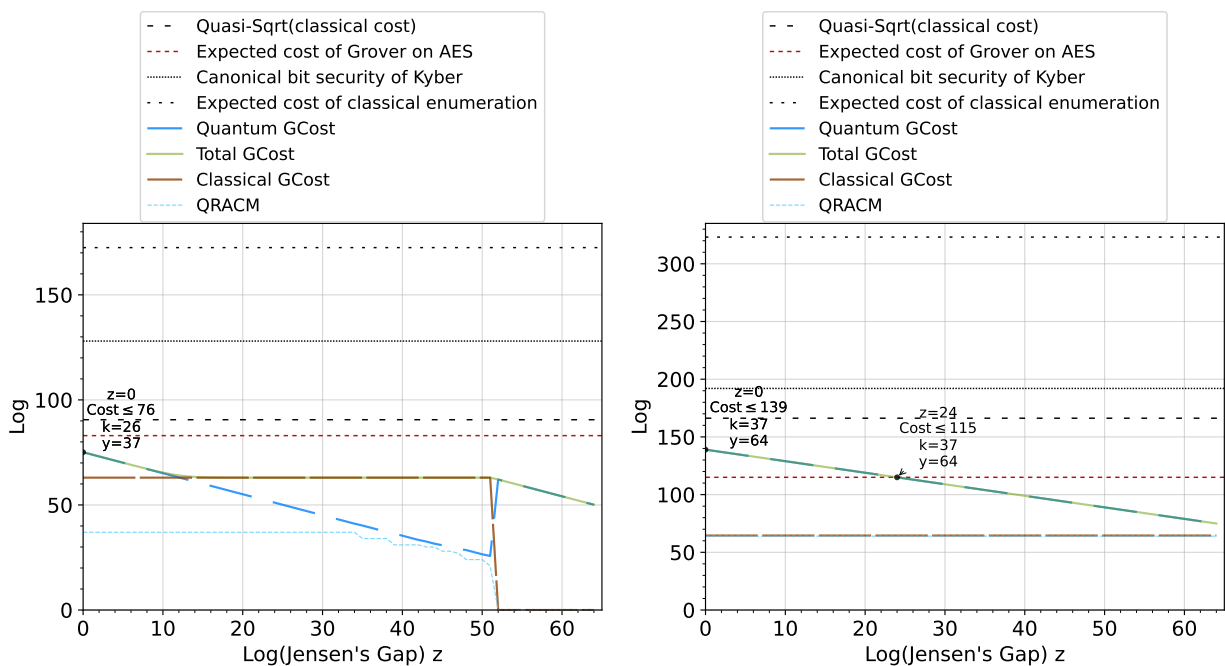 Quasi-Sqrt(classical cost)
Expected cost of Grover on AES
Canonical bit security of Kyber
Expected cost of classical enumeration
Quantum GCost
Total GCost
Classical GCost
QRACM
150
100
50
0
Log
z=0
Cost≤76
k=26
y=37
0 10 20 30 40 50 60
Log(Jensen's Gap) z
Quasi-Sqrt(classical cost)
Expected cost of Grover on AES
Canonical bit security of Kyber
Expected cost of classical enumeration
Quantum GCost
Total GCost
Classical GCost
QRACM
300
250
200
150
100
50
0
Log
z=0
Cost≤139
k=37
y=64
z=24
Cost≤115
k=37
y=64
0 10 20 30 40 50 60
Log(Jensen's Gap) z